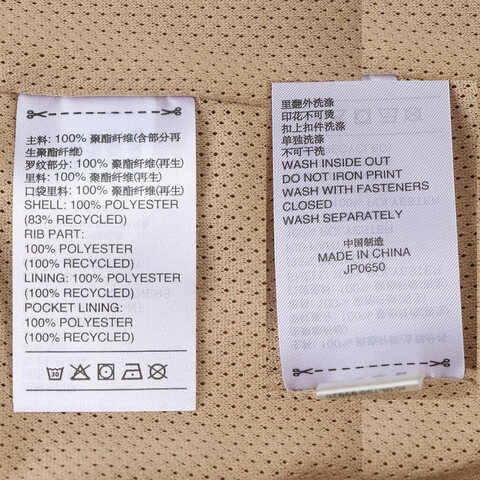 主料: 100% 聚酯纤维(含部分再
生聚酯纤维)
罗纹部分: 100% 聚酯纤维(再生)
里料: 100% 聚酯纤维(再生)
口袋里料: 100% 聚酯纤维(再生)
SHELL: 100% POLYESTER
(83% RECYCLED)
RIB PART:
100% POLYESTER
(100% RECYCLED)
LINING: 100% POLYESTER
(100% RECYCLED)
POCKET LINING:
100% POLYESTER
(100% RECYCLED)
30
里翻外洗涤
印花不可烫
扣上扣件洗涤
单独洗涤
不可干洗
WASH INSIDE OUT
DO NOT IRON PRINT
WASH WITH FASTENERS
CLOSED
WASH SEPARATELY
中国制造
MADE IN CHINA
JP0650